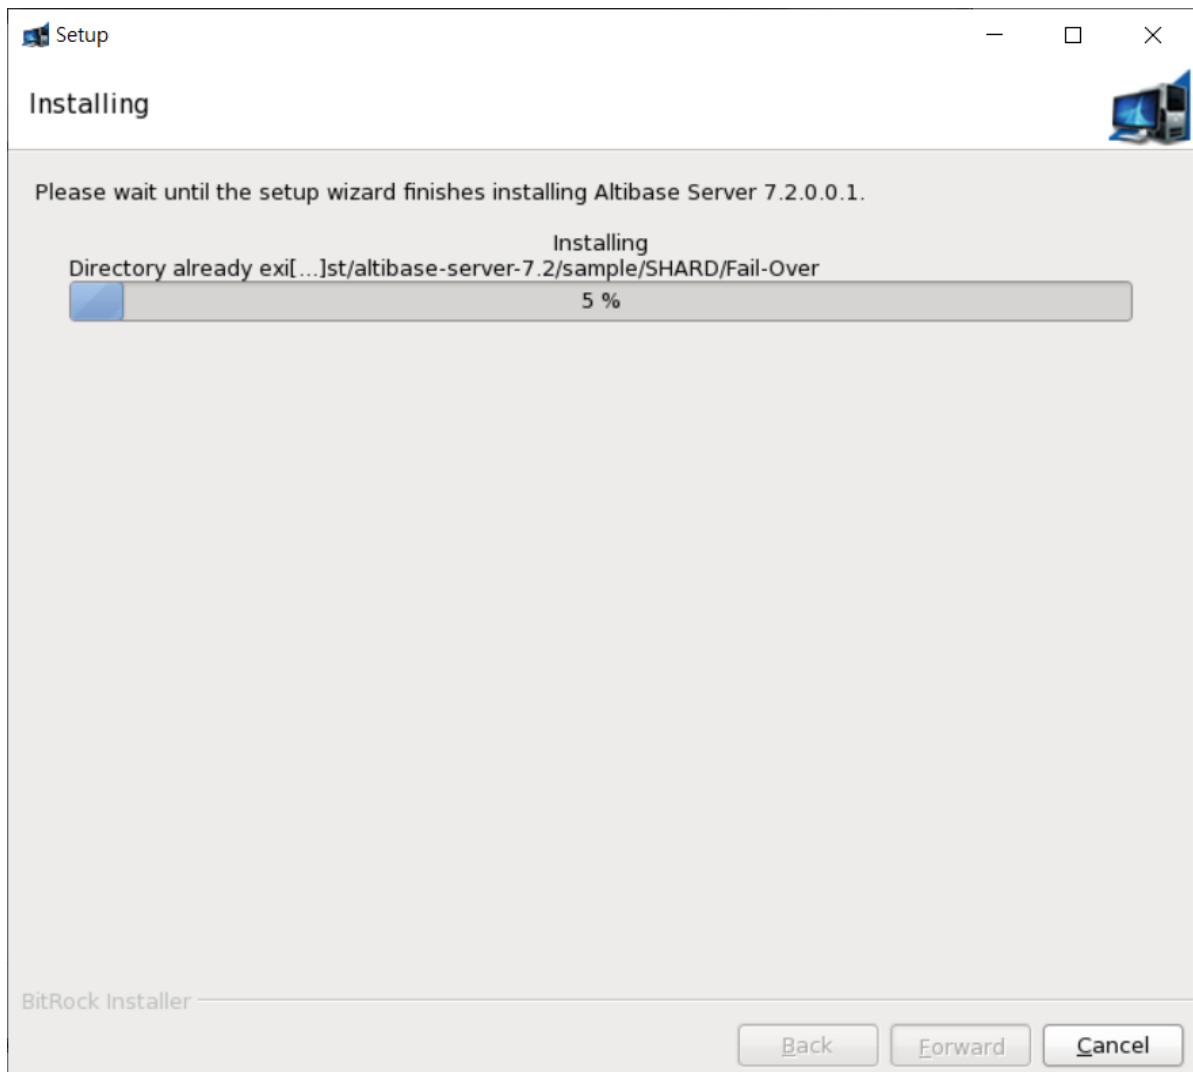 Setup
Installing
Please wait until the setup wizard finishes installing Altibase Server 7.2.0.0.1.
Installing
Directory already exi[...]st/altibase-server-7.2/sample/SHARD/Fail-Over
5 %
BitRock Installer
Back
Forward
Cancel